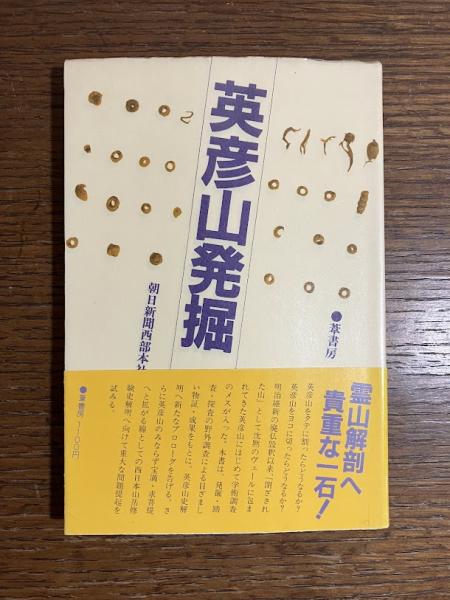 英彦山発掘
朝日新聞西部本社
●葦書房
霊山解剖へ
貴重な一石!
英彦山をタテに割ったらどうなるか?
英彦山をヨコに切ったらどうなるか?
明治維新の廃仏毀釈以来「閉ざされ
た山」として沈黙のヴェールに包ま
れてきた英彦山にはじめて学術調査
のメスが入った。本書は、発掘・踏
査・探査の野外調査による目ざまし
い物証・成果をもとに、英彦山史解
明へ新たなプロローグを告げる。さ
らに英彦山のみならず宝満・求菩提
へと拡がる線としての西日本山岳修
験史解明へ向けて重大な問題提起を
試みる。
●葦書房 1100円